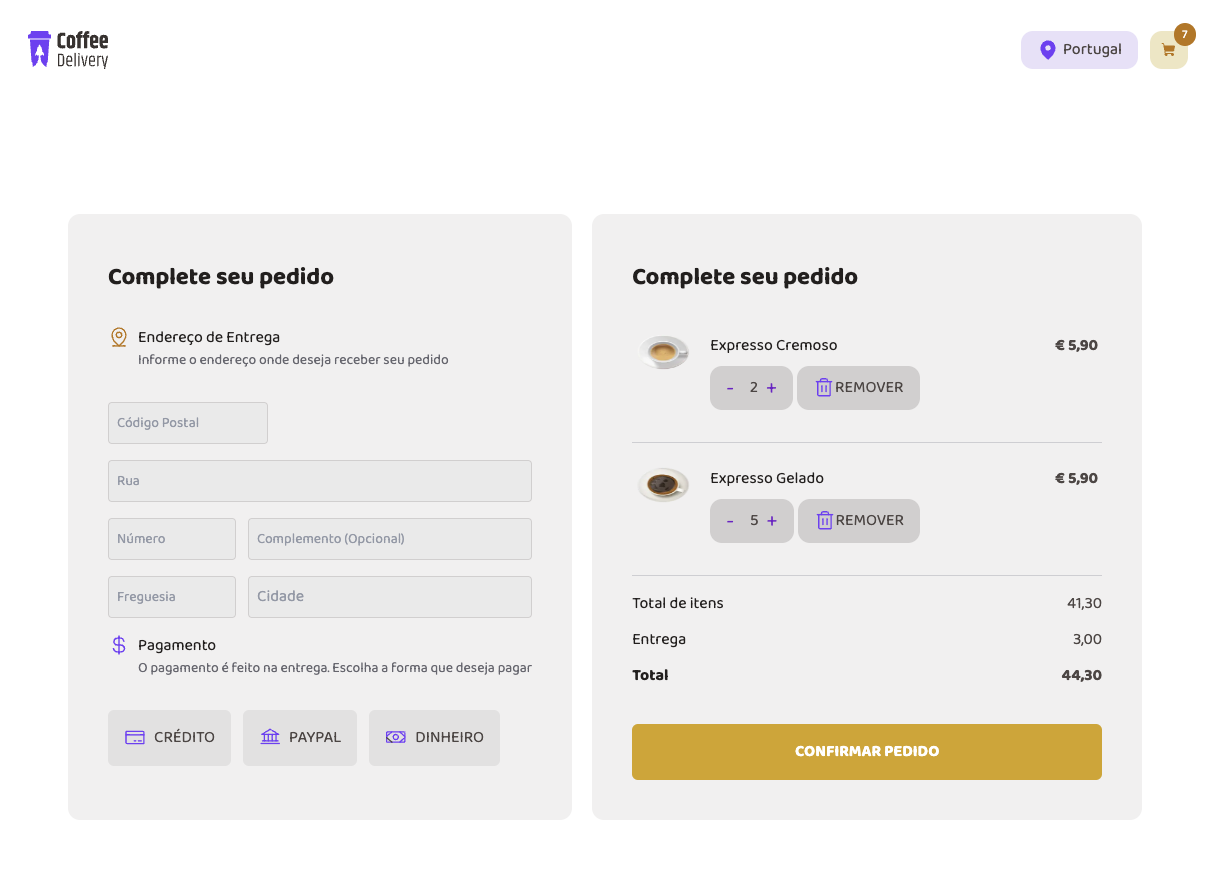 Coffee
Delivery
Portugal
7
Complete seu pedido
Endereço de Entrega
Informe o endereço onde deseja receber seu pedido
Código Postal
Rua
Número
Complemento (Opcional)
Freguesia
Cidade
Pagamento
O pagamento é feito na entrega. Escolha a forma que deseja pagar
CRÉDITO
PAYPAL
DINHEIRO
Complete seu pedido
Expresso Cremoso
€ 5,90
- 2 +
REMOVER
Expresso Gelado
€ 5,90
- 5 +
REMOVER
Total de itens
41,30
Entrega
3,00
Total
44,30
CONFIRMAR PEDIDO